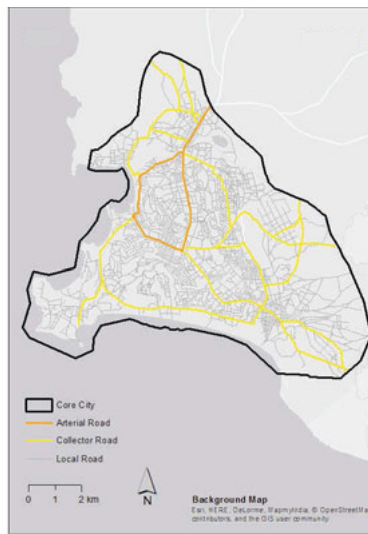 Core City
Arterial Road
Collector Road
Local Road
0 1 2 km
N
Background Map
Esri, HERE, DeLorme, MapmyIndia, © OpenStreetMa
contributors, and the GIS user community